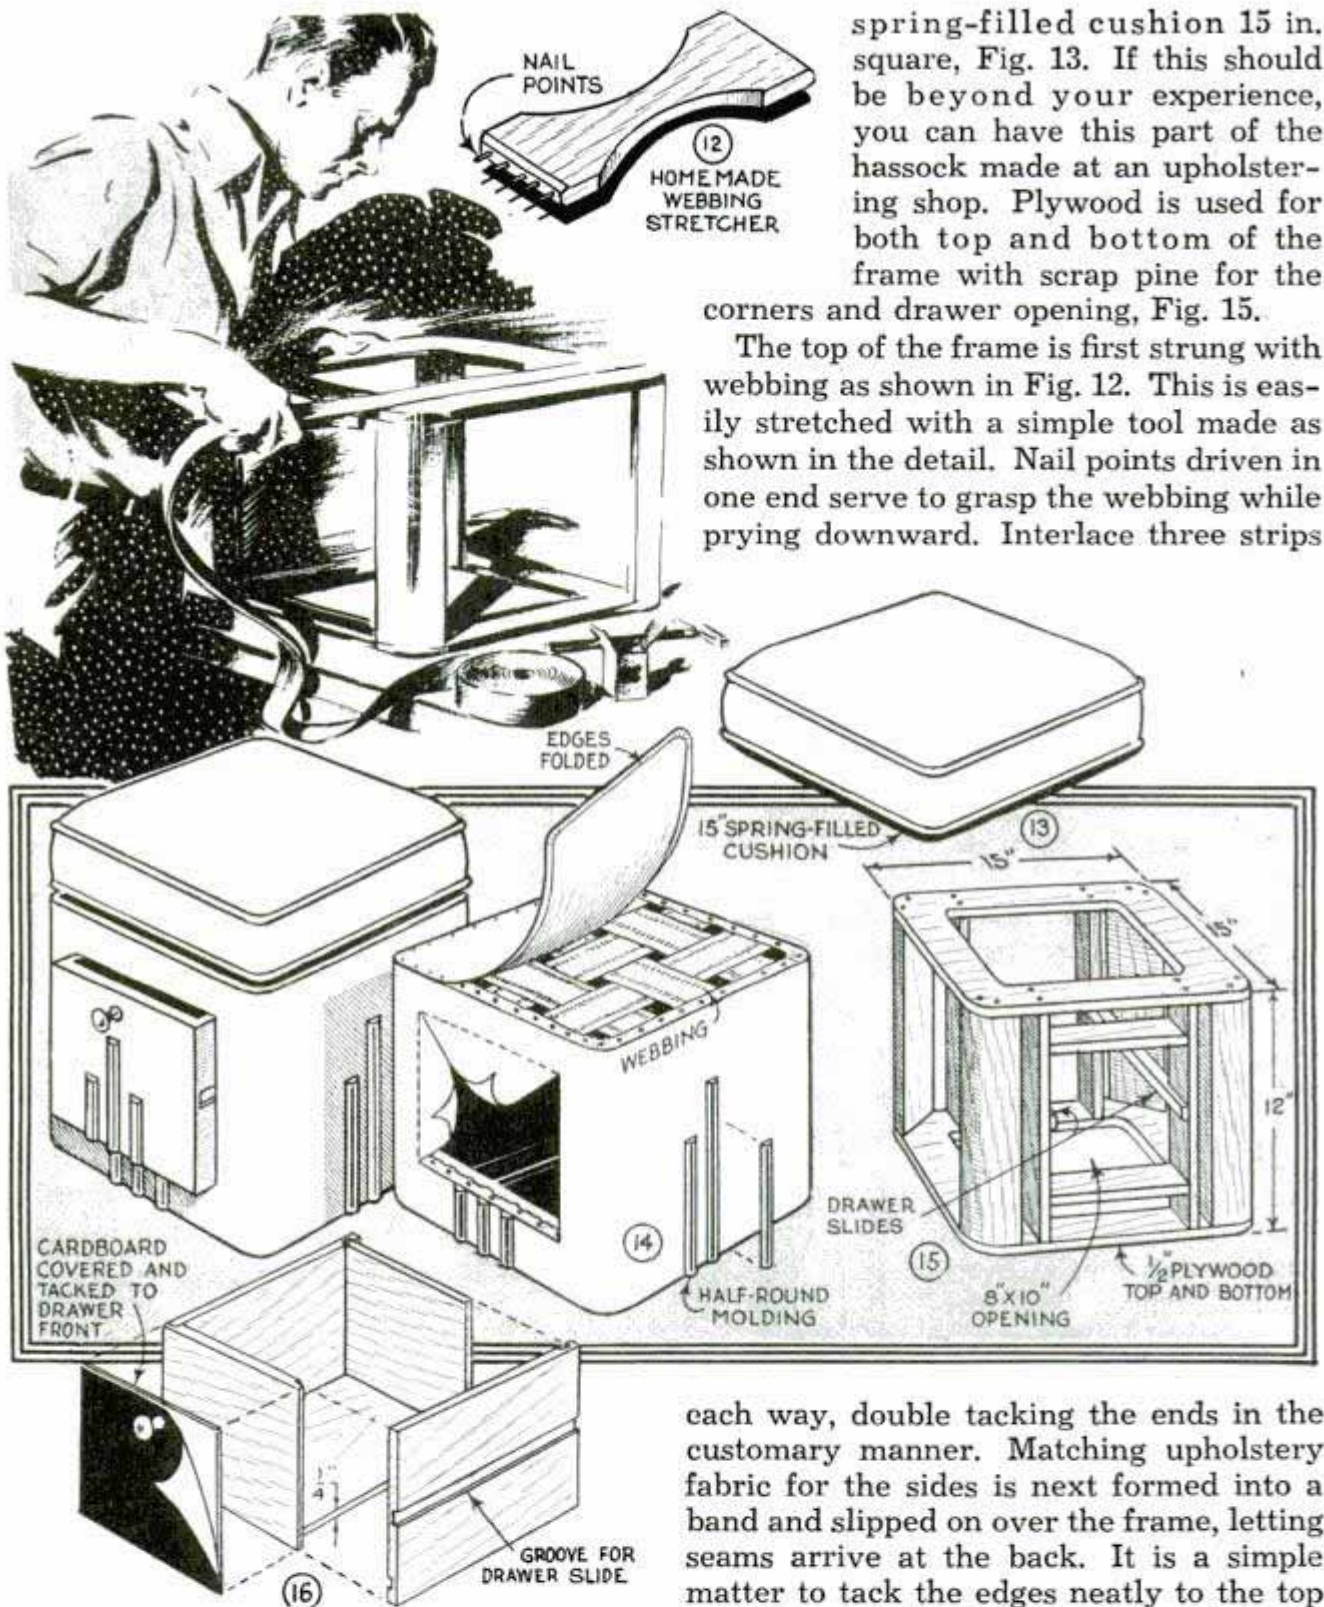 NAIL
POINTS
12
HOMEMADE
WEBBING
STRETCHER
spring-filled cushion 15 in.
square, Fig. 13. If this should
be beyond your experience,
you can have this part of the
hassock made at an upholster-
ing shop. Plywood is used for
both top and bottom of the
frame with scrap pine for the
corners and drawer opening, Fig. 15.
The top of the frame is first strung with
webbing as shown in Fig. 12. This is eas-
ily stretched with a simple tool made as
shown in the detail. Nail points driven in
one end serve to grasp the webbing while
prying downward. Interlace three strips
EDGES
FOLDED
15" SPRING-FILLED
CUSHION
13
15"
15"
12"
WEBBING
DRAWER
SLIDES
15
8"X10"
OPENING
1/2" PLYWOOD
TOP AND BOTTOM
14
HALF-ROUND
MOLDING
CARDBOARD
COVERED AND
TACKED TO
DRAWER
FRONT
1/4"
GROOVE FOR
DRAWER SLIDE
16
each way, double tacking the ends in the
customary manner. Matching upholstery
fabric for the sides is next formed into a
band and slipped on over the frame, letting
seams arrive at the back. It is a simple
matter to tack the edges neatly to the top